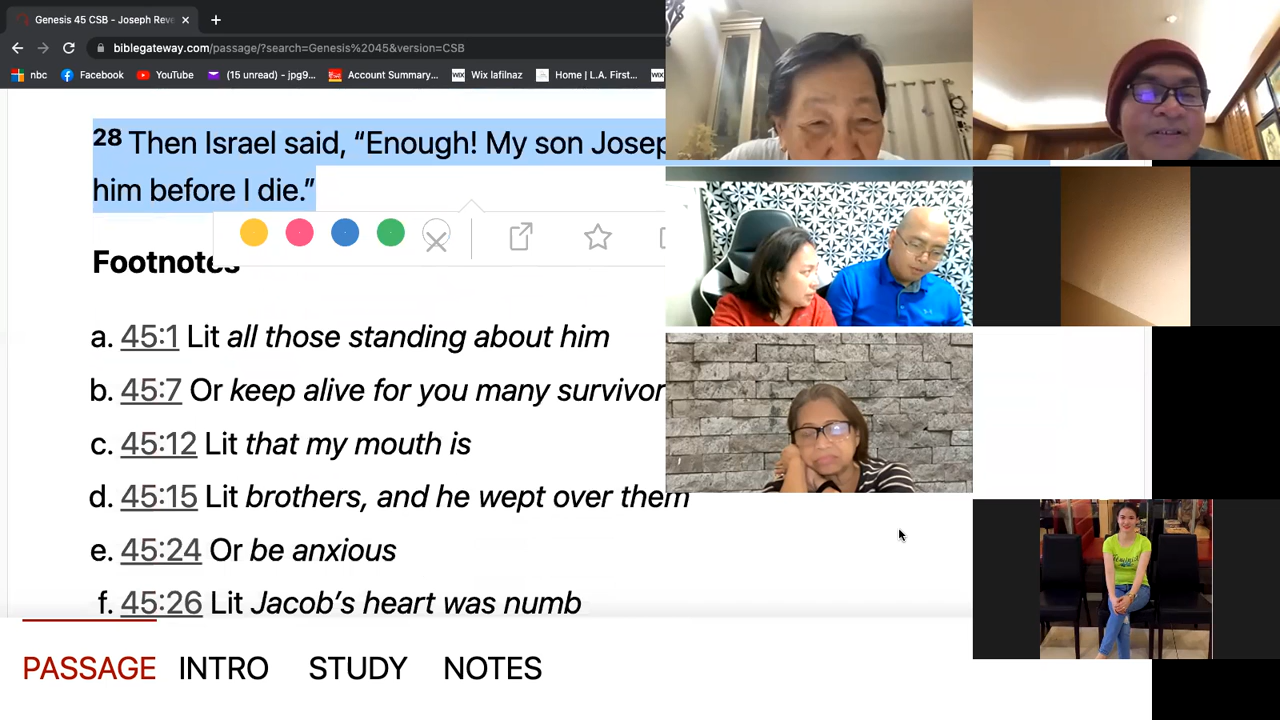 Genesis 45 CSB - Joseph Reve
biblegateway.com/passage/?search=Genesis%2045&version=CSB
nbc Facebook YouTube (15 unread) - jpg9... Account Summary... Wix lafilnaz Home | L.A. First...
28 Then Israel said, “Enough! My son Josep
him before I die.”
Footnotes
a. 45:1 Lit all those standing about him
b. 45:7 Or keep alive for you many survivor
c. 45:12 Lit that my mouth is
d. 45:15 Lit brothers, and he wept over them
e. 45:24 Or be anxious
f. 45:26 Lit Jacob’s heart was numb
PASSAGE INTRO STUDY NOTES